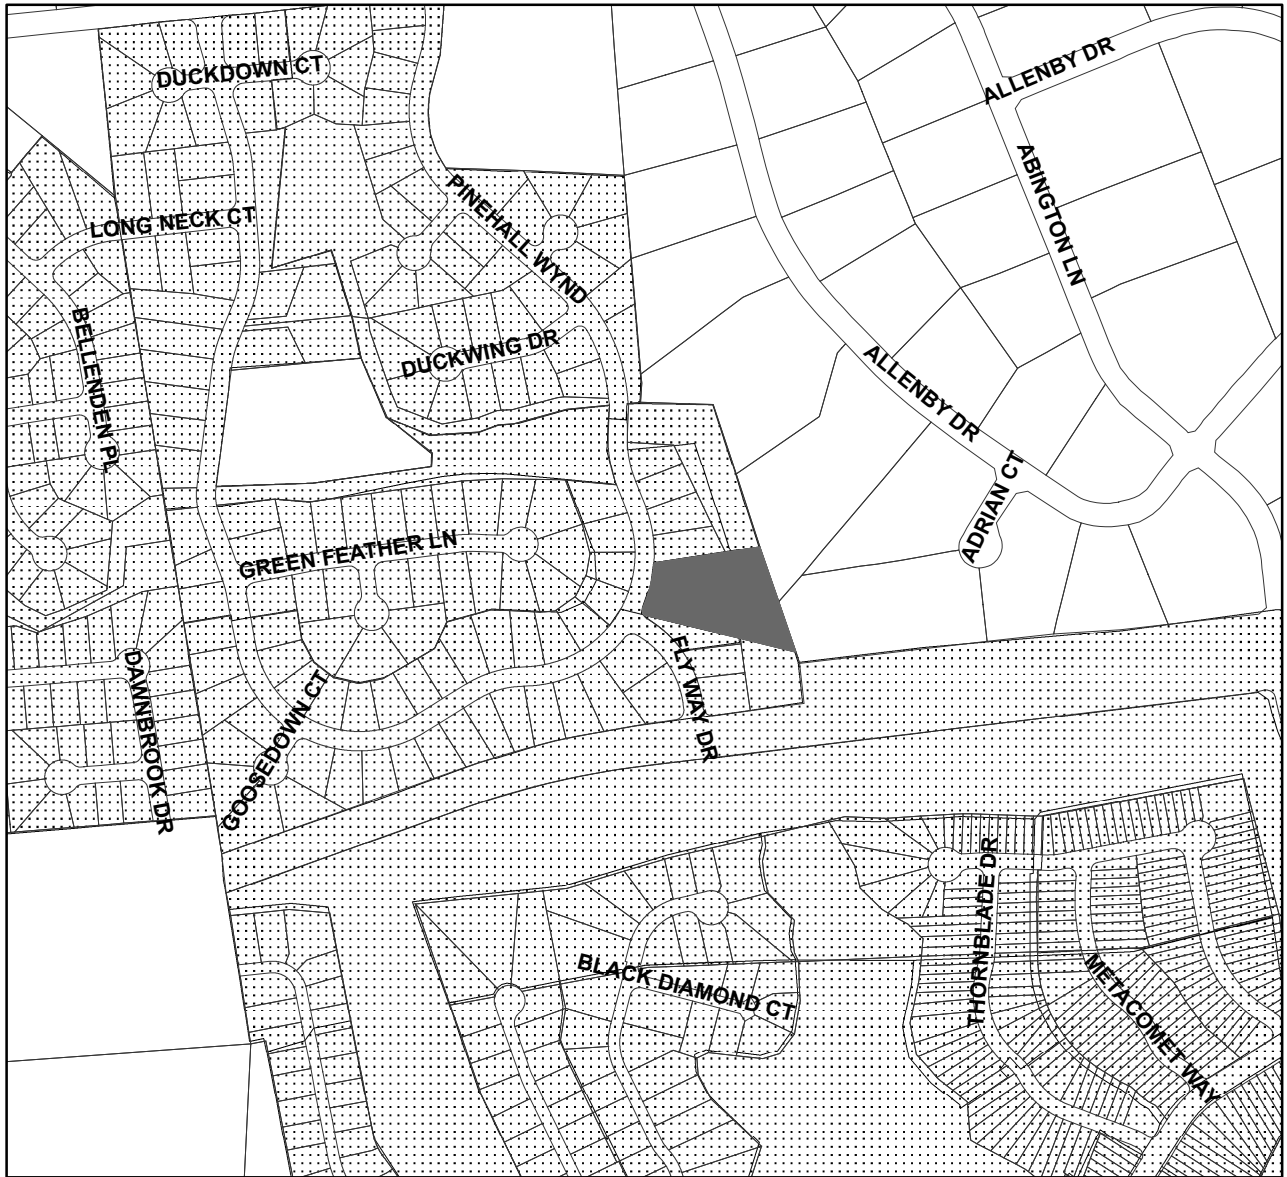 ALLENBY DR
DUCKDOWN CT
ABINGTON LN
PINEHALL WYND
LONG NECK CT
BELLENDEN PL
DUCKWING DR
ALLENBY DR
ADRIAN CT
GREEN FEATHER LN
FLY WAY DR
DAWNBROOK DR
GOOSEDOWN CT
THORNBLADE DR
BLACK DIAMOND CT
METACOMET WAY